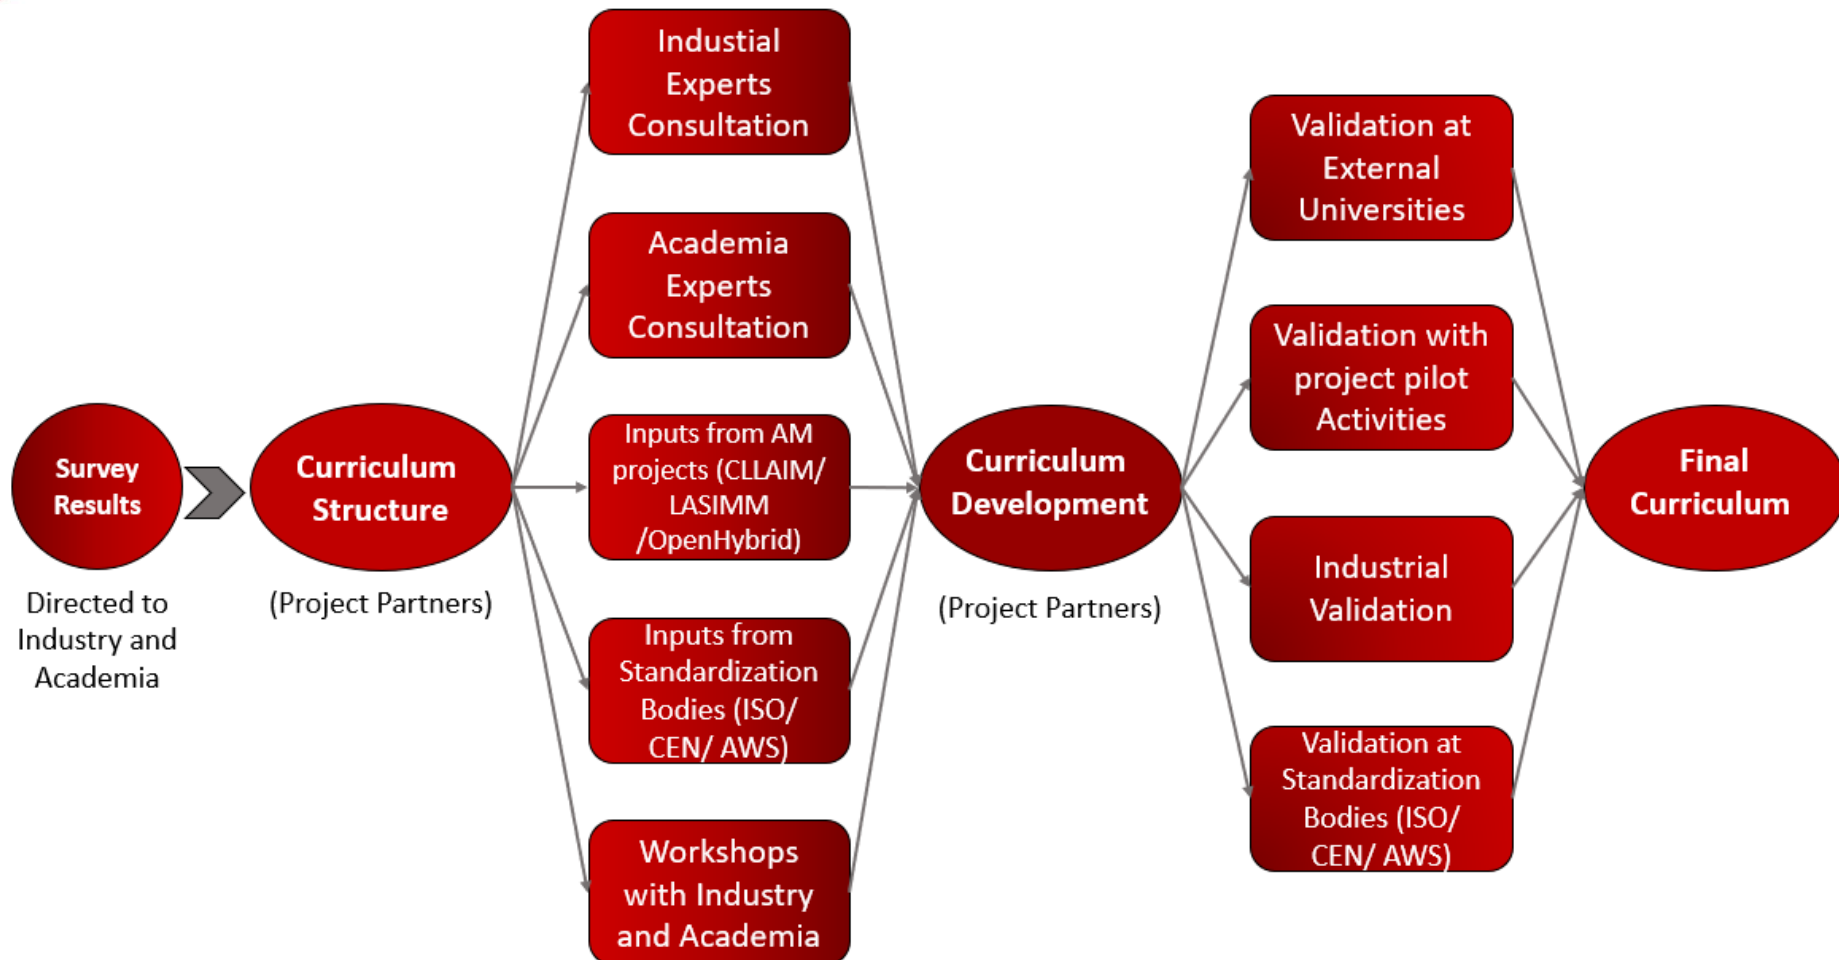 Survey
Results
Directed to
Industry and
Academia
Curriculum
Structure
(Project Partners)
Industial
Experts
Consultation
Academia
Experts
Consultation
Inputs from AM
projects (CLLAIM/
LASIMM
/OpenHybrid)
Inputs from
Standardization
Bodies (ISO/
CEN/ AWS)
Workshops
with Industry
and Academia
Curriculum
Development
(Project Partners)
Validation at
External
Universities
Validation with
project pilot
Activities
Industrial
Validation
Validation at
Standardization
Bodies (ISO/
CEN/ AWS)
Final
Curriculum